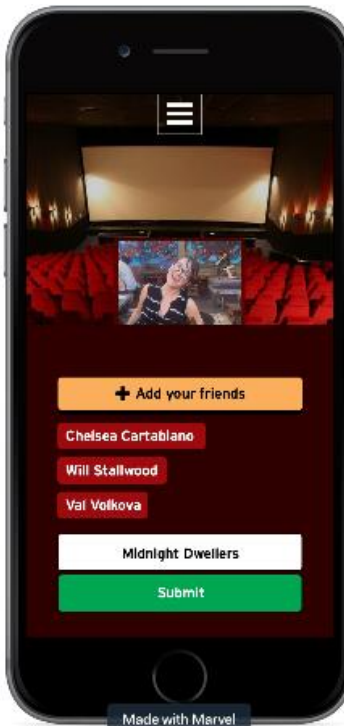 + Add your friends
Chelsea Cartabiano
Will Stallwood
Val Volkova
Midnight Dwellers
Submit
Made with Marvel